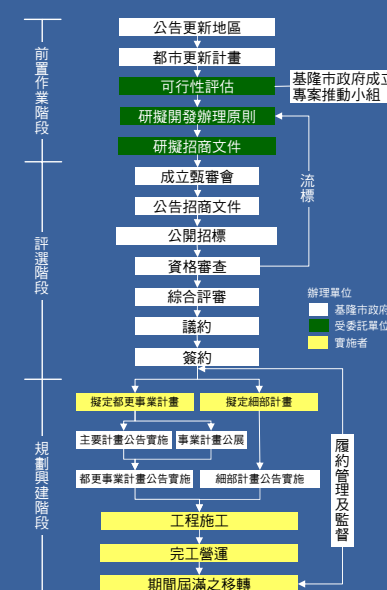 前置作業階段
公告更新地區
都市更新計畫
可行性評估
基隆市政府成立
專案推動小組
研擬開發辦理原則
研擬招商文件
評選階段
成立甄審會
公告招商文件
公開招標
資格審查
流標
綜合評審
議約
簽約
辦理單位
基隆市政府
受委託單位
實施者
規劃興建階段
擬定都更事業計畫
擬定細部計畫
主要計畫公告實施
事業計畫公展
都更事業計畫公告實施
細部計畫公告實施
履約管理及監督
工程施工
完工營運
期間屆滿之移轉